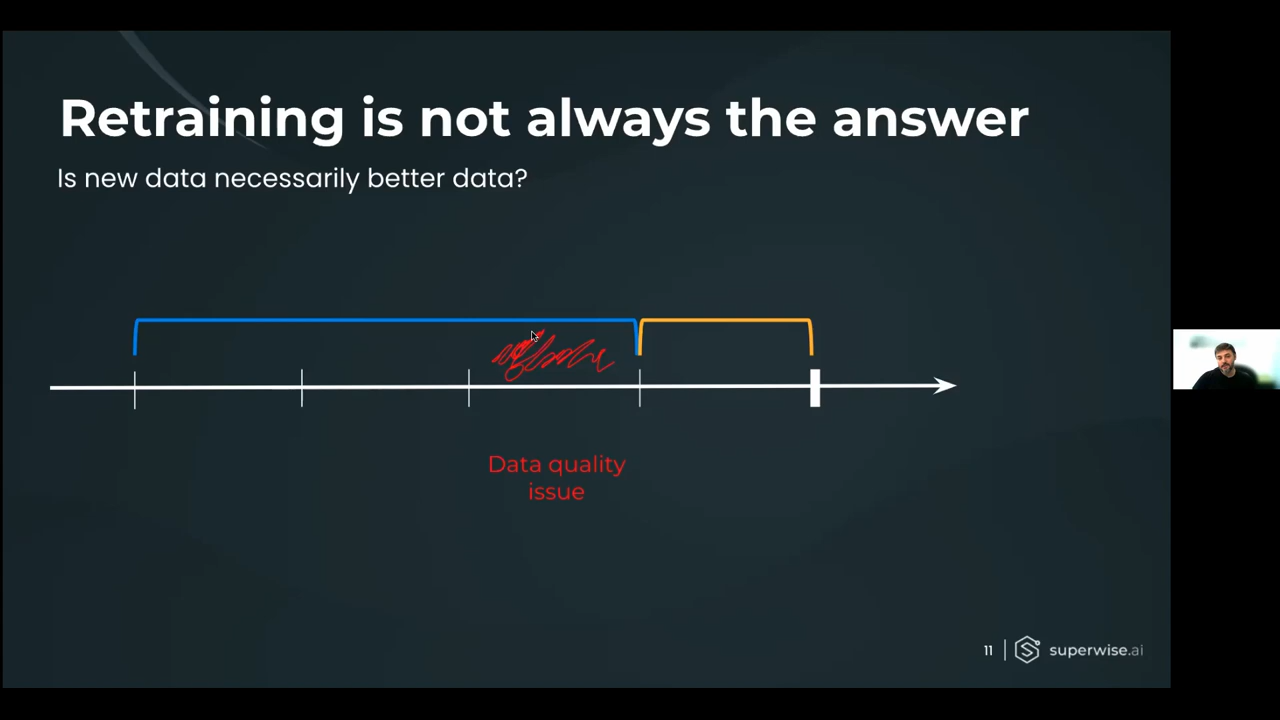 Retraining is not always the answer
Is new data necessarily better data?
Data quality
issue
11
superwise.ai